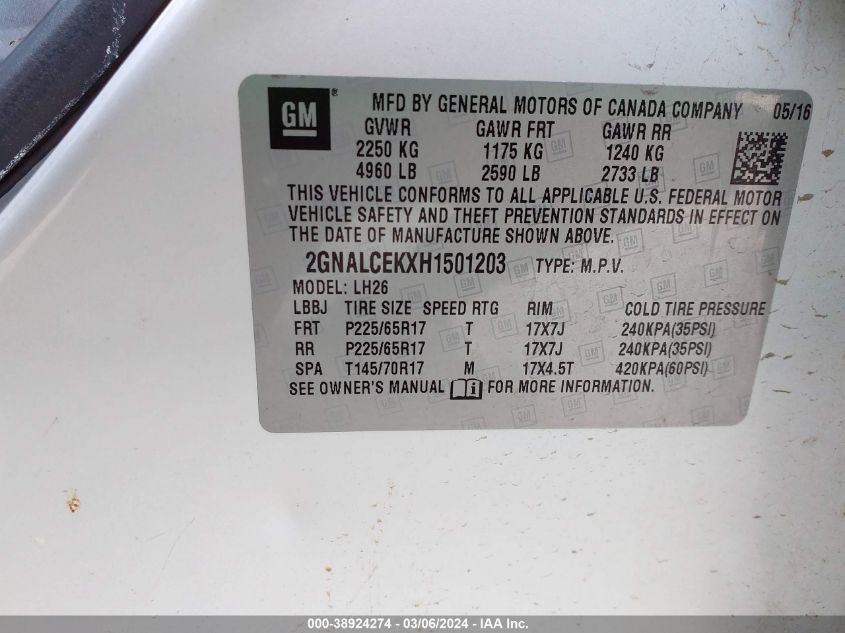 GM ® MFD BY GENERAL MOTORS OF CANADA COMPANY 05/16
GVWR GAWR FRT GAWR RR
2250 KG 1175 KG 1240 KG
4960 LB 2590 LB 2733 LB
THIS VEHICLE CONFORMS TO ALL APPLICABLE U.S. FEDERAL MOTOR
VEHICLE SAFETY AND THEFT PREVENTION STANDARDS IN EFFECT ON
THE DATE OF MANUFACTURE SHOWN ABOVE.
2GNALCEKXH1501203 TYPE: M.P.V.
MODEL: LH26
LBBJ TIRE SIZE SPEED RTG RIM COLD TIRE PRESSURE
FRT P225/65R17 T 17X7J 240KPA(35PSI)
RR P225/65R17 T 17X7J 240KPA(35PSI)
SPA T145/70R17 M 17X4.5T 420KPA(60PSI)
SEE OWNER'S MANUAL i FOR MORE INFORMATION.
000-38924274 - 03/06/2024 - IAA Inc.